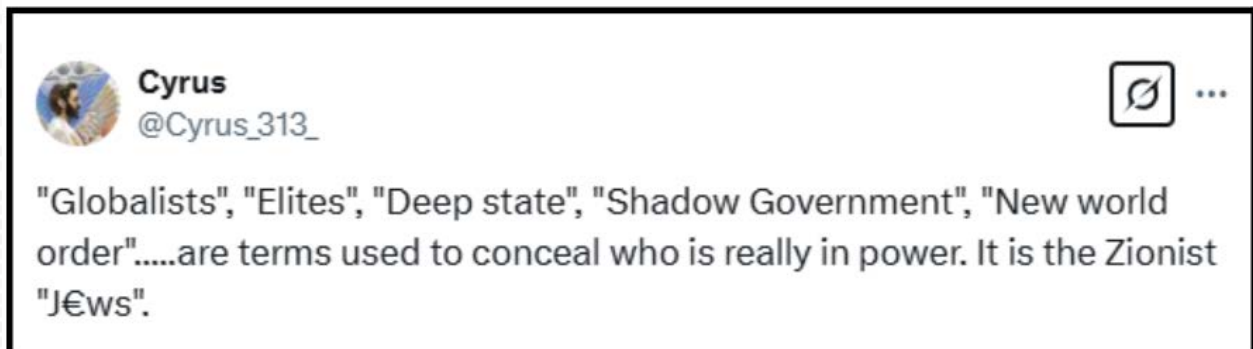 Cyrus
@Cyrus_313_
"Globalists", "Elites", "Deep state", "Shadow Government", "New world
order".....are terms used to conceal who is really in power. It is the Zionist
"J€ws".